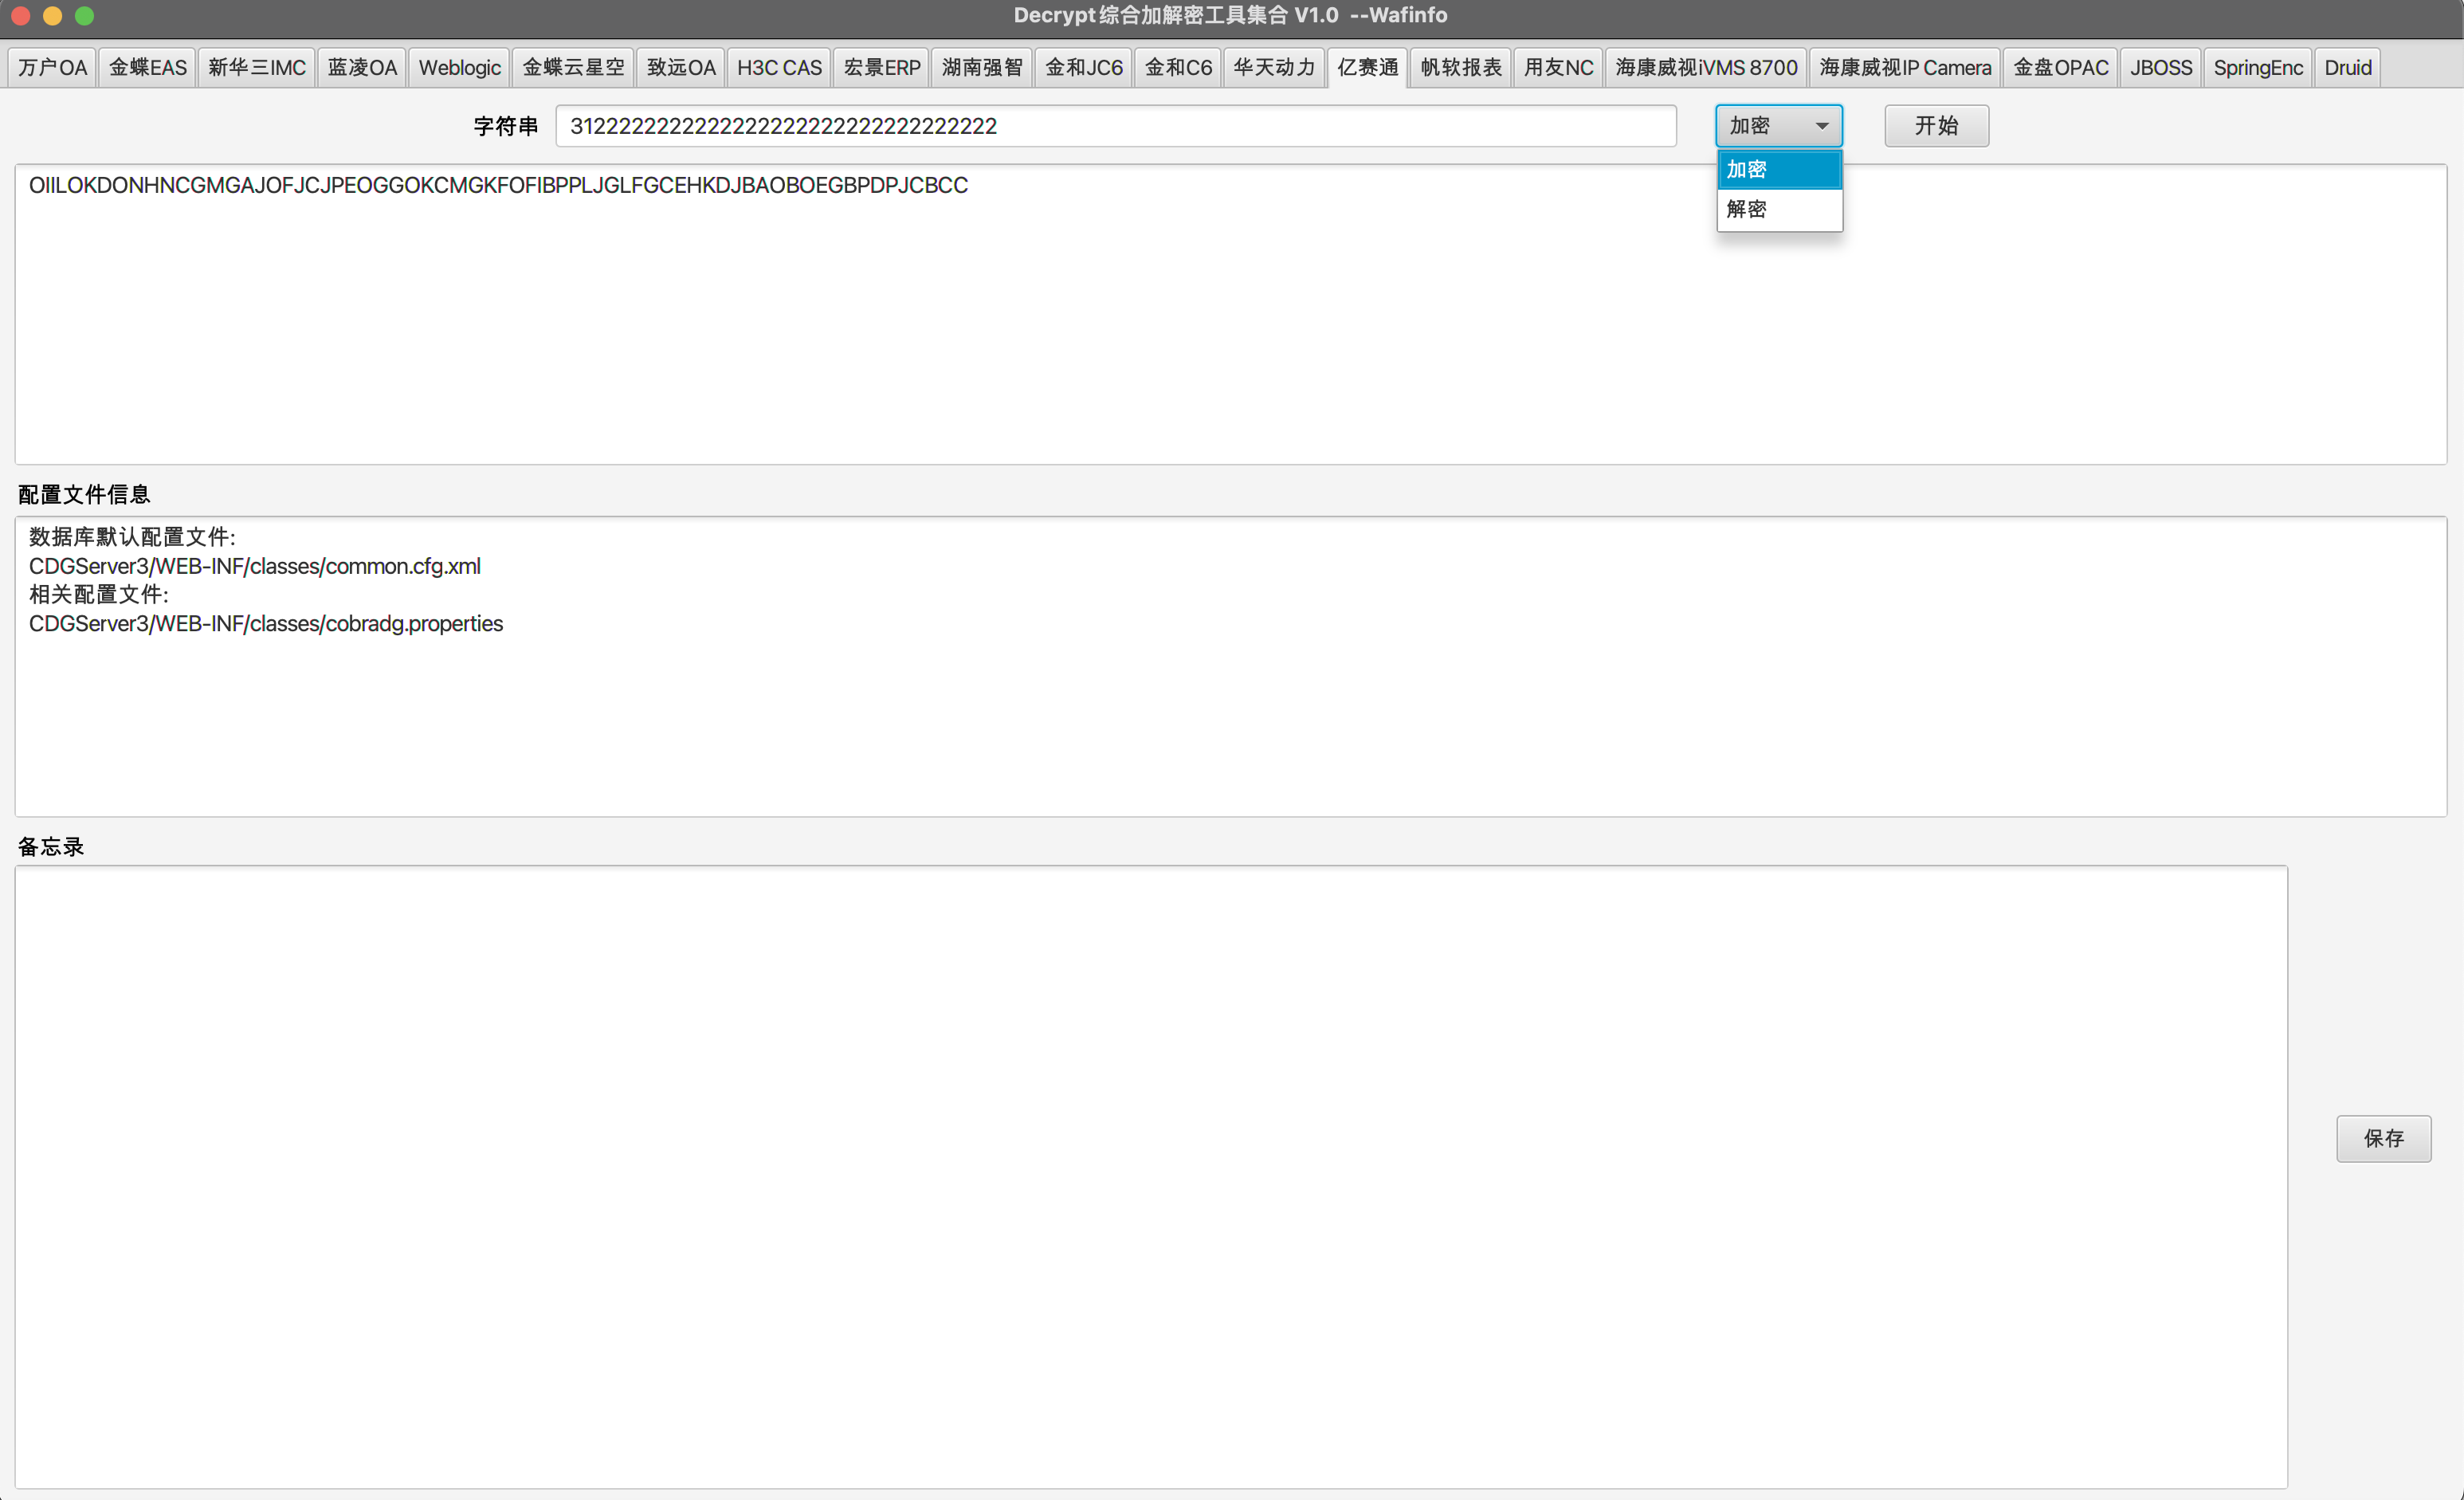 Decrypt综合加解密工具集合 V1.0 --Wafinfo
万户OA 金蝶EAS 新华三IMC 蓝凌OA Weblogic 金蝶云星空 致远OA H3C CAS 宏景ERP 湖南强智 金和JC6 金和C6 华天动力 亿赛通 帆软报表 用友NC 海康威视iVMS 8700 海康威视IP Camera 金盘OPAC JBOSS SpringEnc Druid
字符串 3122222222222222222222222222222222 加密 开始
加密
解密
OIILOKDONHNCGMGAJOFJCJPEOGGOKCMGKFOFIBPPLJGLFGCEHKDJBAOBOEGBPDPJCBCC
配置文件信息
数据库默认配置文件:
CDGServer3/WEB-INF/classes/common.cfg.xml
相关配置文件:
CDGServer3/WEB-INF/classes/cobradg.properties
备忘录
保存